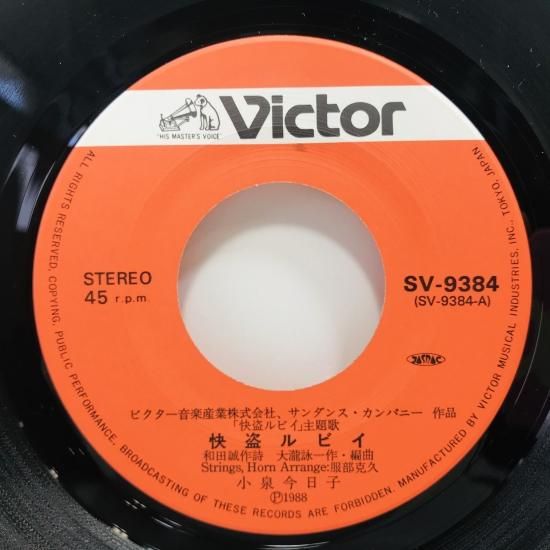 "HIS MASTER'S VOICE"
Victor
STEREO
45 r.p.m.
SV-9384
(SV-9384-A)
JASRAC
ビクター音楽産業株式会社、サンダンス・カンパニー 作品
「快盗ルビイ」主題歌
快盗ルビイ
和田誠作詩 大瀧詠一作・編曲
Strings, Horn Arrange:服部克久
小泉今日子
Ⓟ1988
ALL RIGHTS RESERVED, COPYING, PUBLIC PERFORMANCE, BROADCASTING OF THESE RECORDS ARE FORBIDDEN. MANUFACTURED BY VICTOR MUSICAL INDUSTRIES, INC., TOKYO, JAPAN